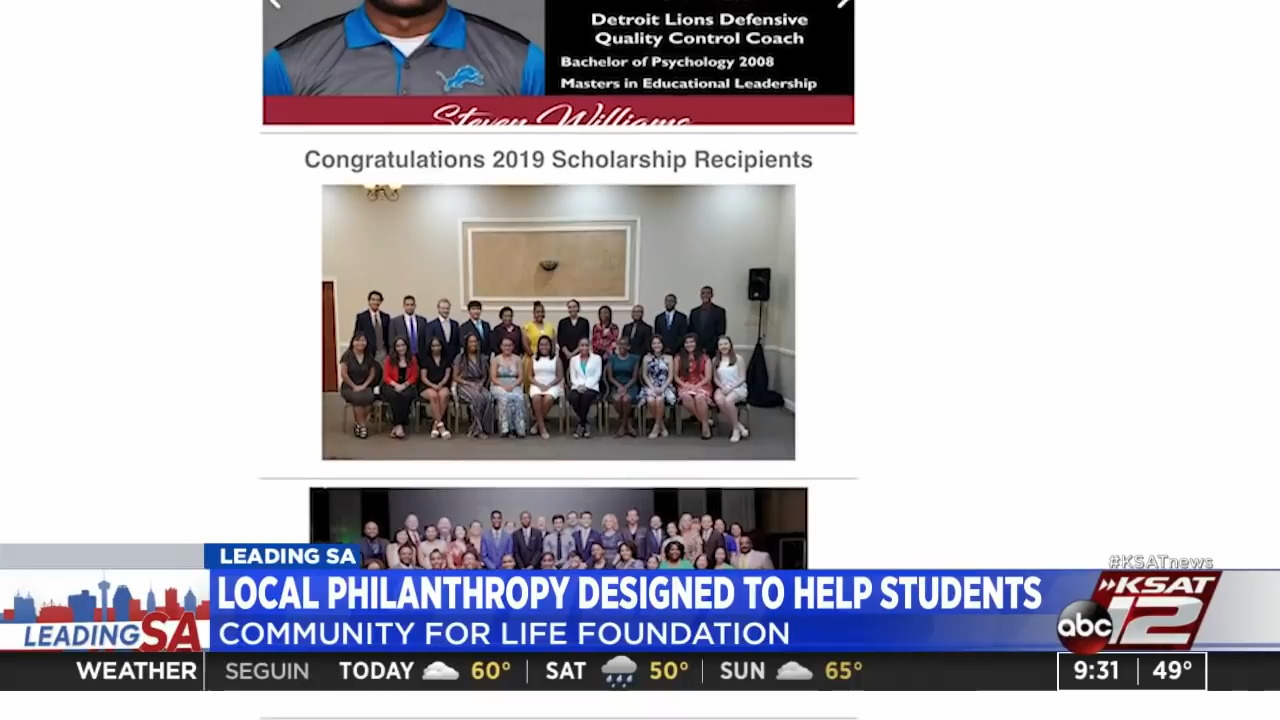 Detroit Lions Defensive
Quality Control Coach
Bachelor of Psychology 2008
Masters in Educational Leadership
Steven Williams
Congratulations 2019 Scholarship Recipients
LEADING SA
#KSATnews
LOCAL PHILANTHROPY DESIGNED TO HELP STUDENTS
COMMUNITY FOR LIFE FOUNDATION
LEADING SA
abc
KSAT
12
WEATHER
SEGUIN TODAY 60° SAT 50° SUN 65°
9:31 49°